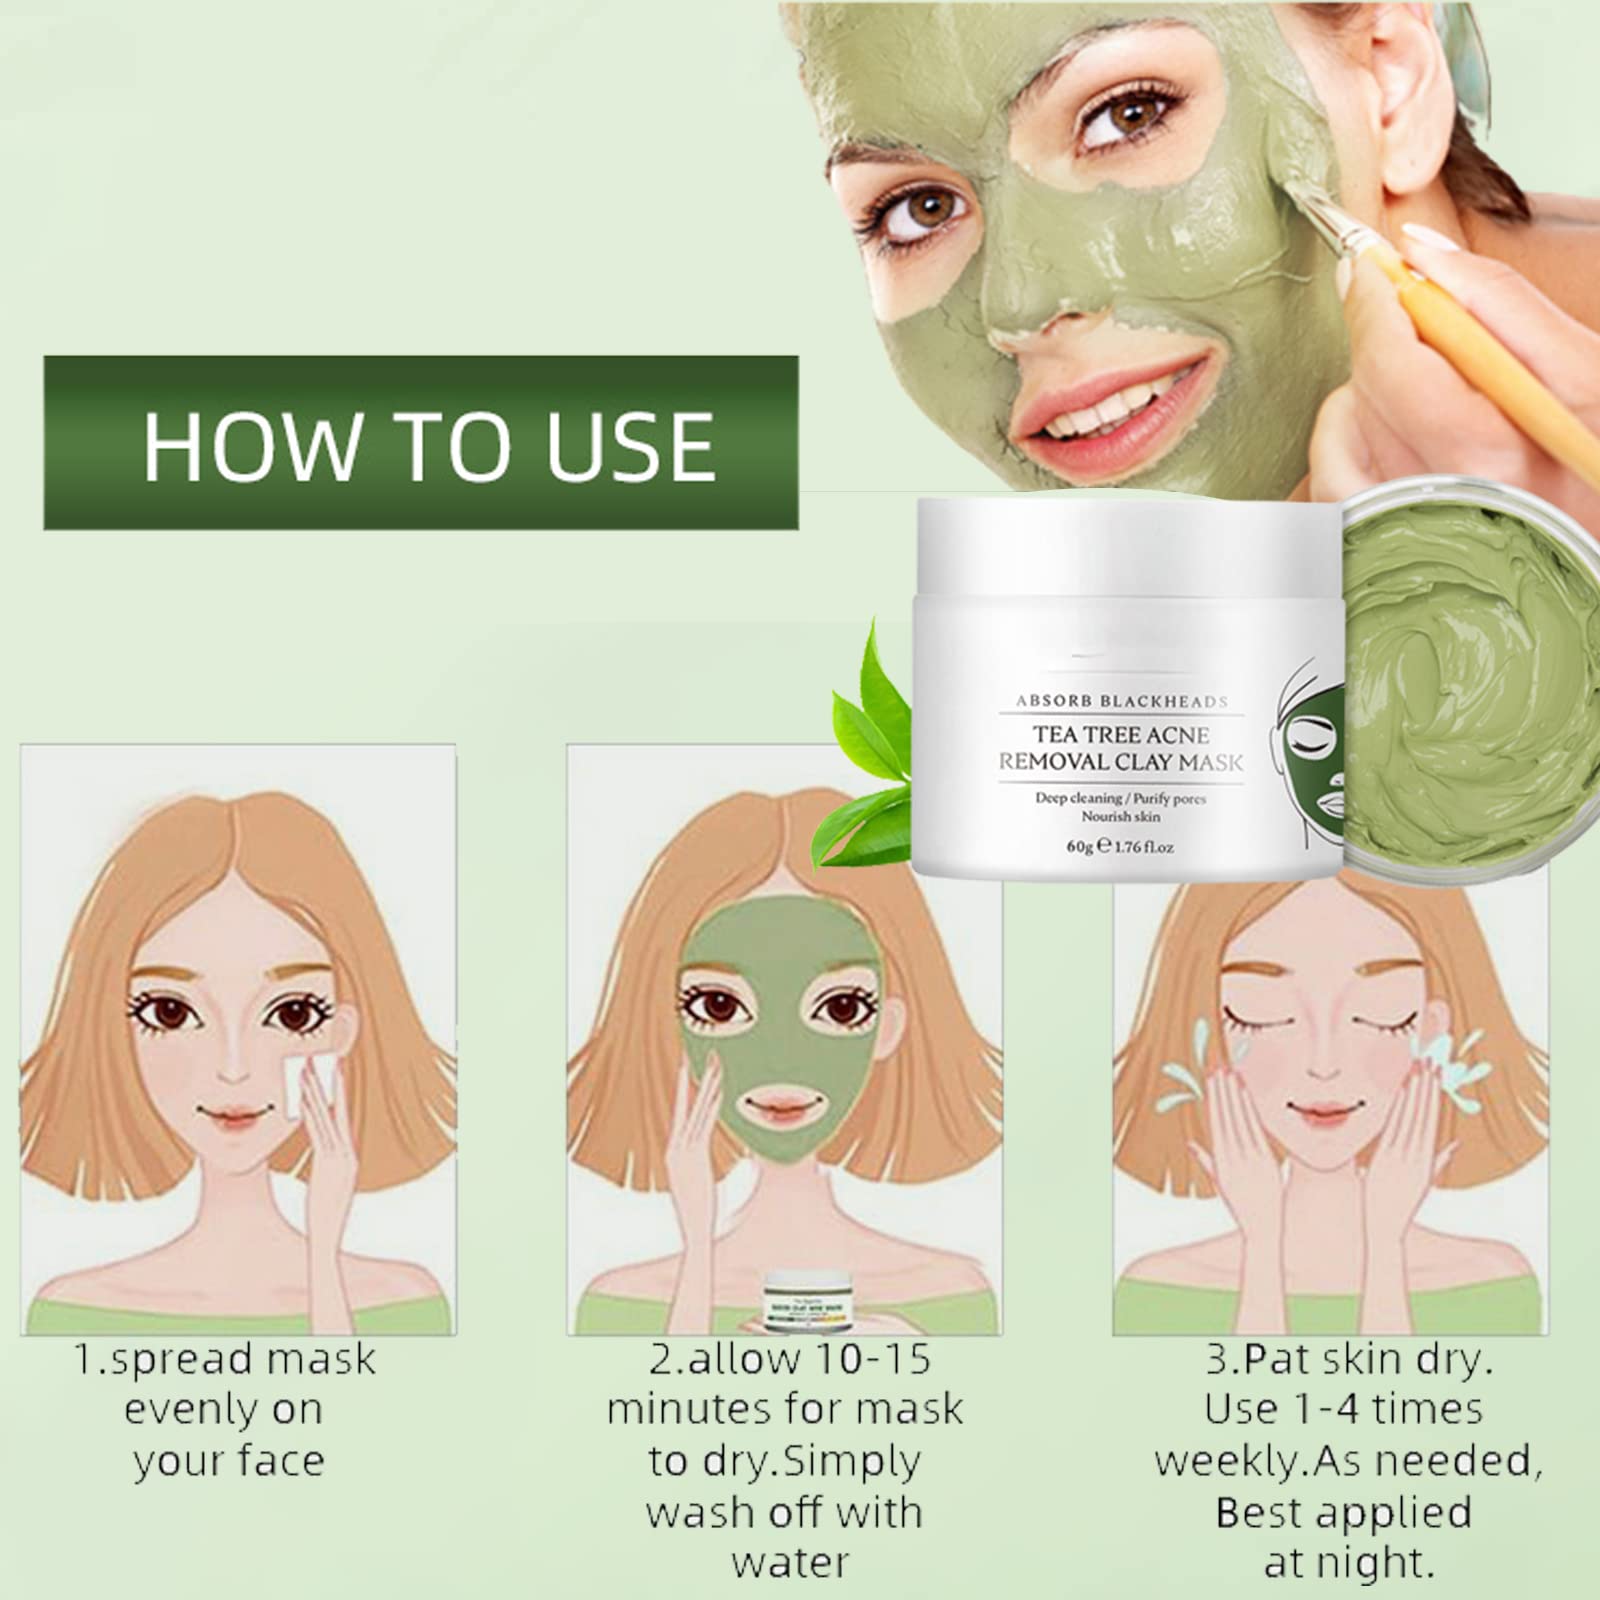 HOW TO USE
ABSORB BLACKHEADS
TEA TREE ACNE
REMOVAL CLAY MASK
Deep cleaning / Purify pores
Nourish skin
60g ℮ 1.76 fl.oz
1.spread mask
evenly on
your face
2.allow 10-15
minutes for mask
to dry.Simply
wash off with
water
3.Pat skin dry.
Use 1-4 times
weekly.As needed,
Best applied
at night.